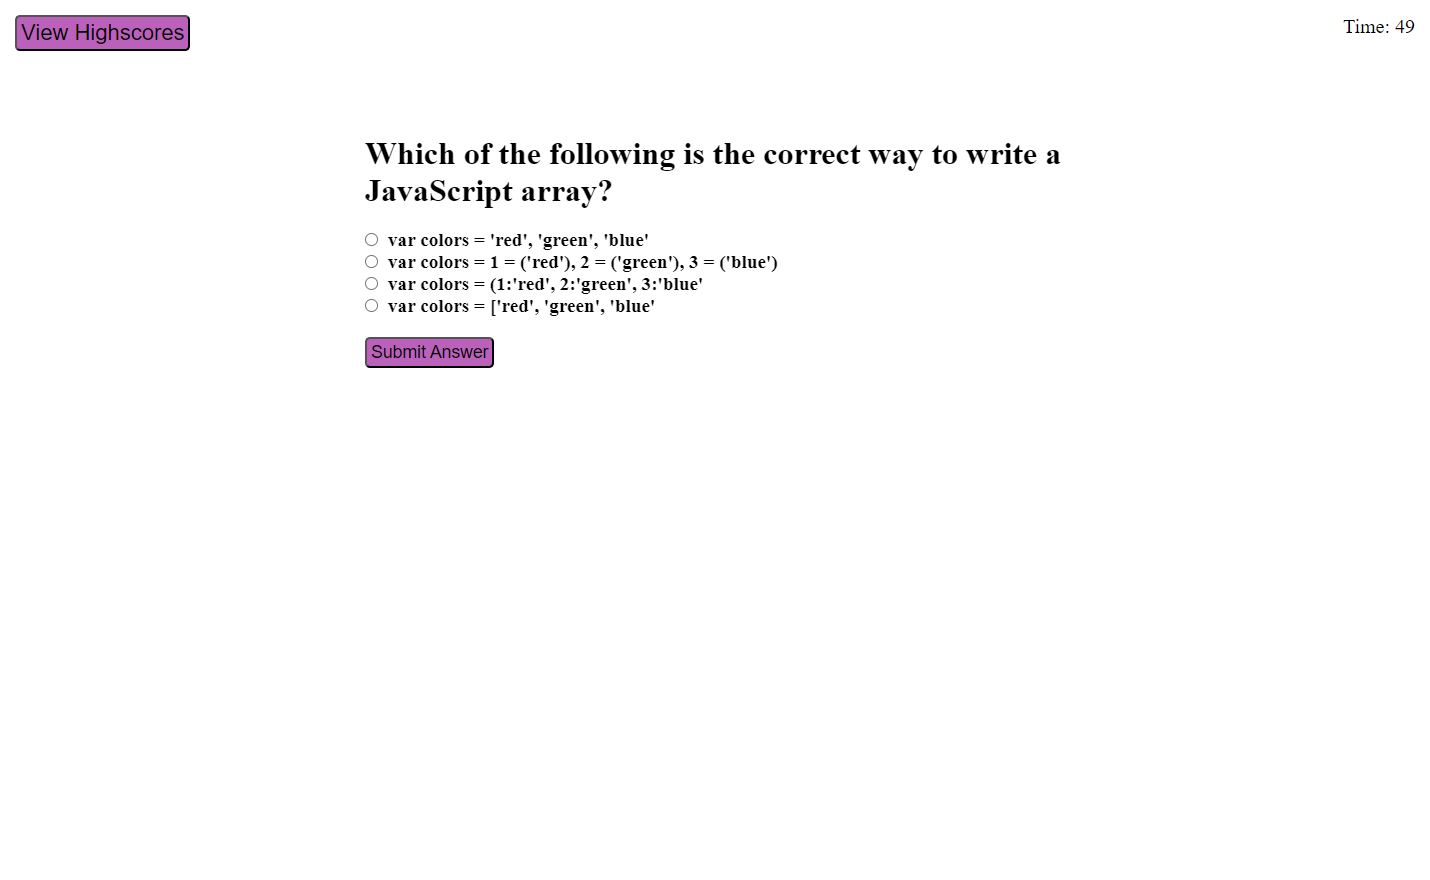 View Highscores
Time: 49
Which of the following is the correct way to write a
JavaScript array?
var colors = 'red', 'green', 'blue'
var colors = 1 = ('red'), 2 = ('green'), 3 = ('blue')
var colors = (1:'red', 2:'green', 3:'blue'
var colors = ['red', 'green', 'blue'
Submit Answer